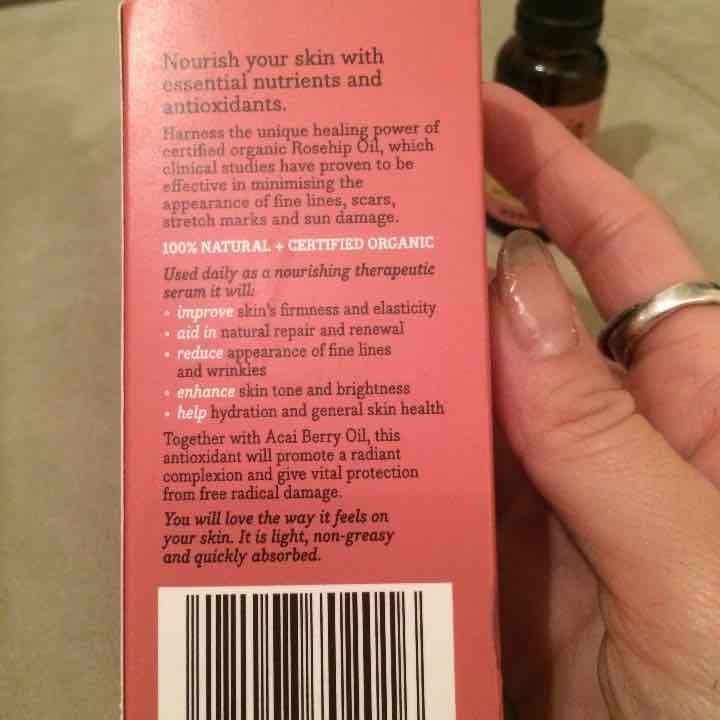 Nourish your skin with
essential nutrients and
antioxidants.
Harness the unique healing power of
certified organic Rosehip Oil, which
clinical studies have proven to be
effective in minimising the
appearance of fine lines, scars,
stretch marks and sun damage.
100% NATURAL + CERTIFIED ORGANIC
Used daily as a nourishing therapeutic
serum it will:
• improve skin's firmness and elasticity
• aid in natural repair and renewal
• reduce appearance of fine lines
and wrinkles
• enhance skin tone and brightness
• help hydration and general skin health
Together with Acai Berry Oil, this
antioxidant will promote a radiant
complexion and give vital protection
from free radical damage.
You will love the way it feels on
your skin. It is light, non-greasy
and quickly absorbed.